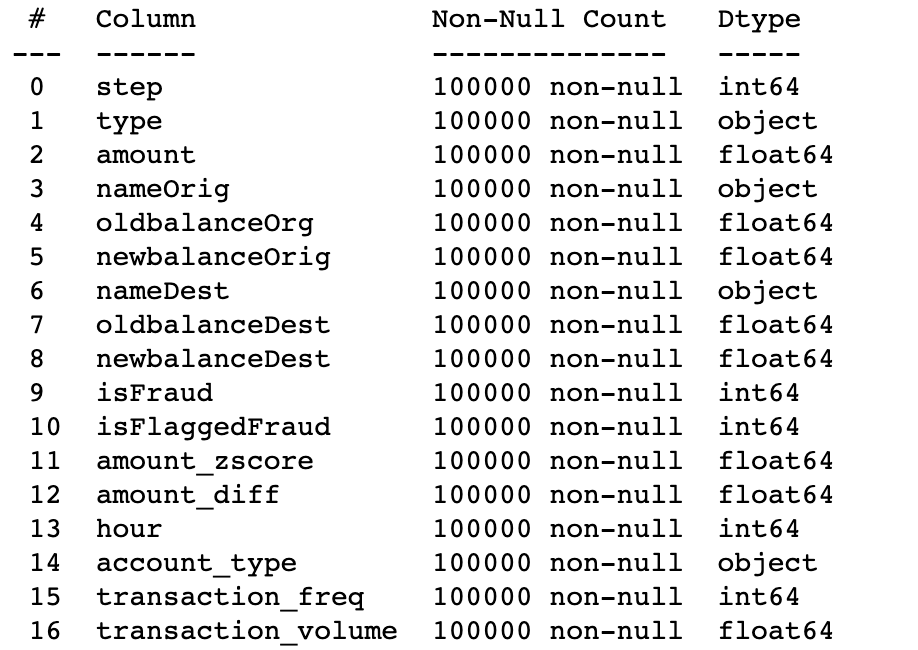 # Column Non-Null Count Dtype
--- ------ -------------- -----
0 step 100000 non-null int64
1 type 100000 non-null object
2 amount 100000 non-null float64
3 nameOrig 100000 non-null object
4 oldbalanceOrg 100000 non-null float64
5 newbalanceOrig 100000 non-null float64
6 nameDest 100000 non-null object
7 oldbalanceDest 100000 non-null float64
8 newbalanceDest 100000 non-null float64
9 isFraud 100000 non-null int64
10 isFlaggedFraud 100000 non-null int64
11 amount_zscore 100000 non-null float64
12 amount_diff 100000 non-null float64
13 hour 100000 non-null int64
14 account_type 100000 non-null object
15 transaction_freq 100000 non-null int64
16 transaction_volume 100000 non-null float64